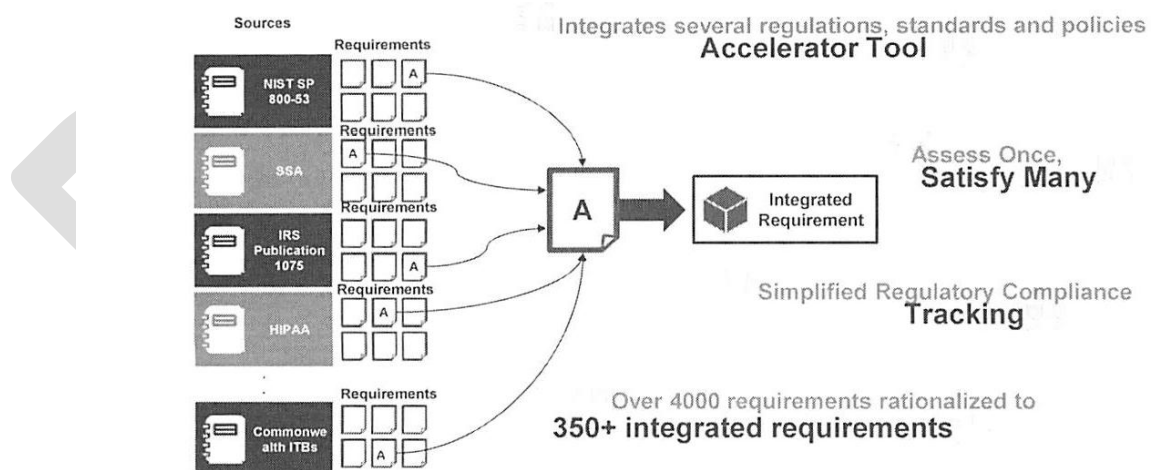 Sources
Requirements
NIST SP
800-53
A
Requirements
SSA
A
Requirements
IRS
Publication
1075
A
Requirements
HIPAA
A
Requirements
Commonwe
alth ITBs
A
A
Integrated
Requirement
Integrates several regulations, standards and policies
Accelerator Tool
Assess Once,
Satisfy Many
Simplified Regulatory Compliance
Tracking
Over 4000 requirements rationalized to
350+ integrated requirements